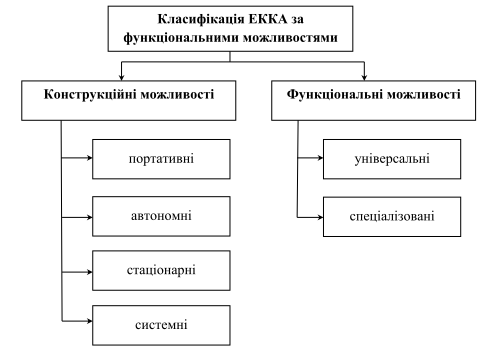 Класифікація ЕККА за
функціональними можливостями
Конструкційні можливості
Функціональні можливості
портативні
автономні
стаціонарні
системні
універсальні
спеціалізовані